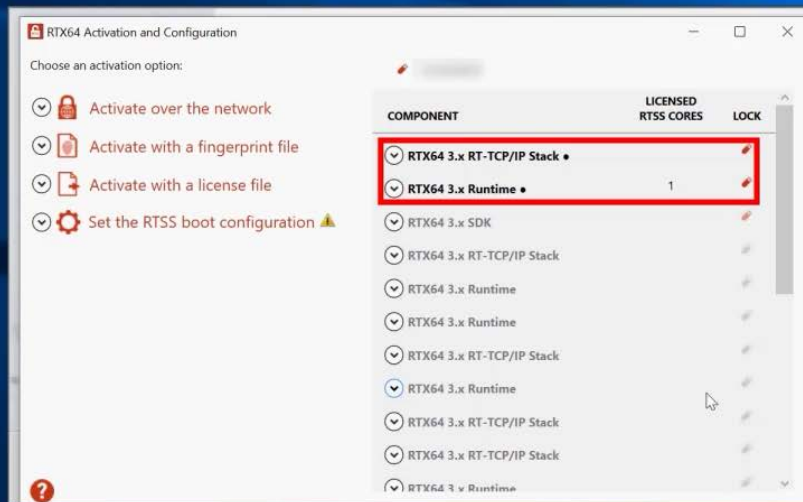 RTX64 Activation and Configuration
Choose an activation option:
Activate over the network
Activate with a fingerprint file
Activate with a license file
Set the RTSS boot configuration
COMPONENT LICENSED RTSS CORES LOCK
RTX64 3.x RT-TCP/IP Stack •
RTX64 3.x Runtime • 1
RTX64 3.x SDK
RTX64 3.x RT-TCP/IP Stack
RTX64 3.x Runtime
RTX64 3.x Runtime
RTX64 3.x RT-TCP/IP Stack
RTX64 3.x Runtime
RTX64 3.x RT-TCP/IP Stack
RTX64 3.x RT-TCP/IP Stack
RTX64 3.x Runtime